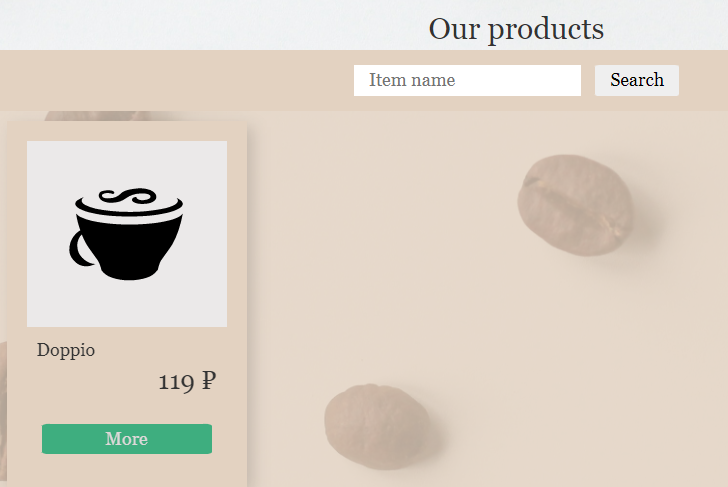 Our products
Item name
Search
Doppio
119 ₽
More